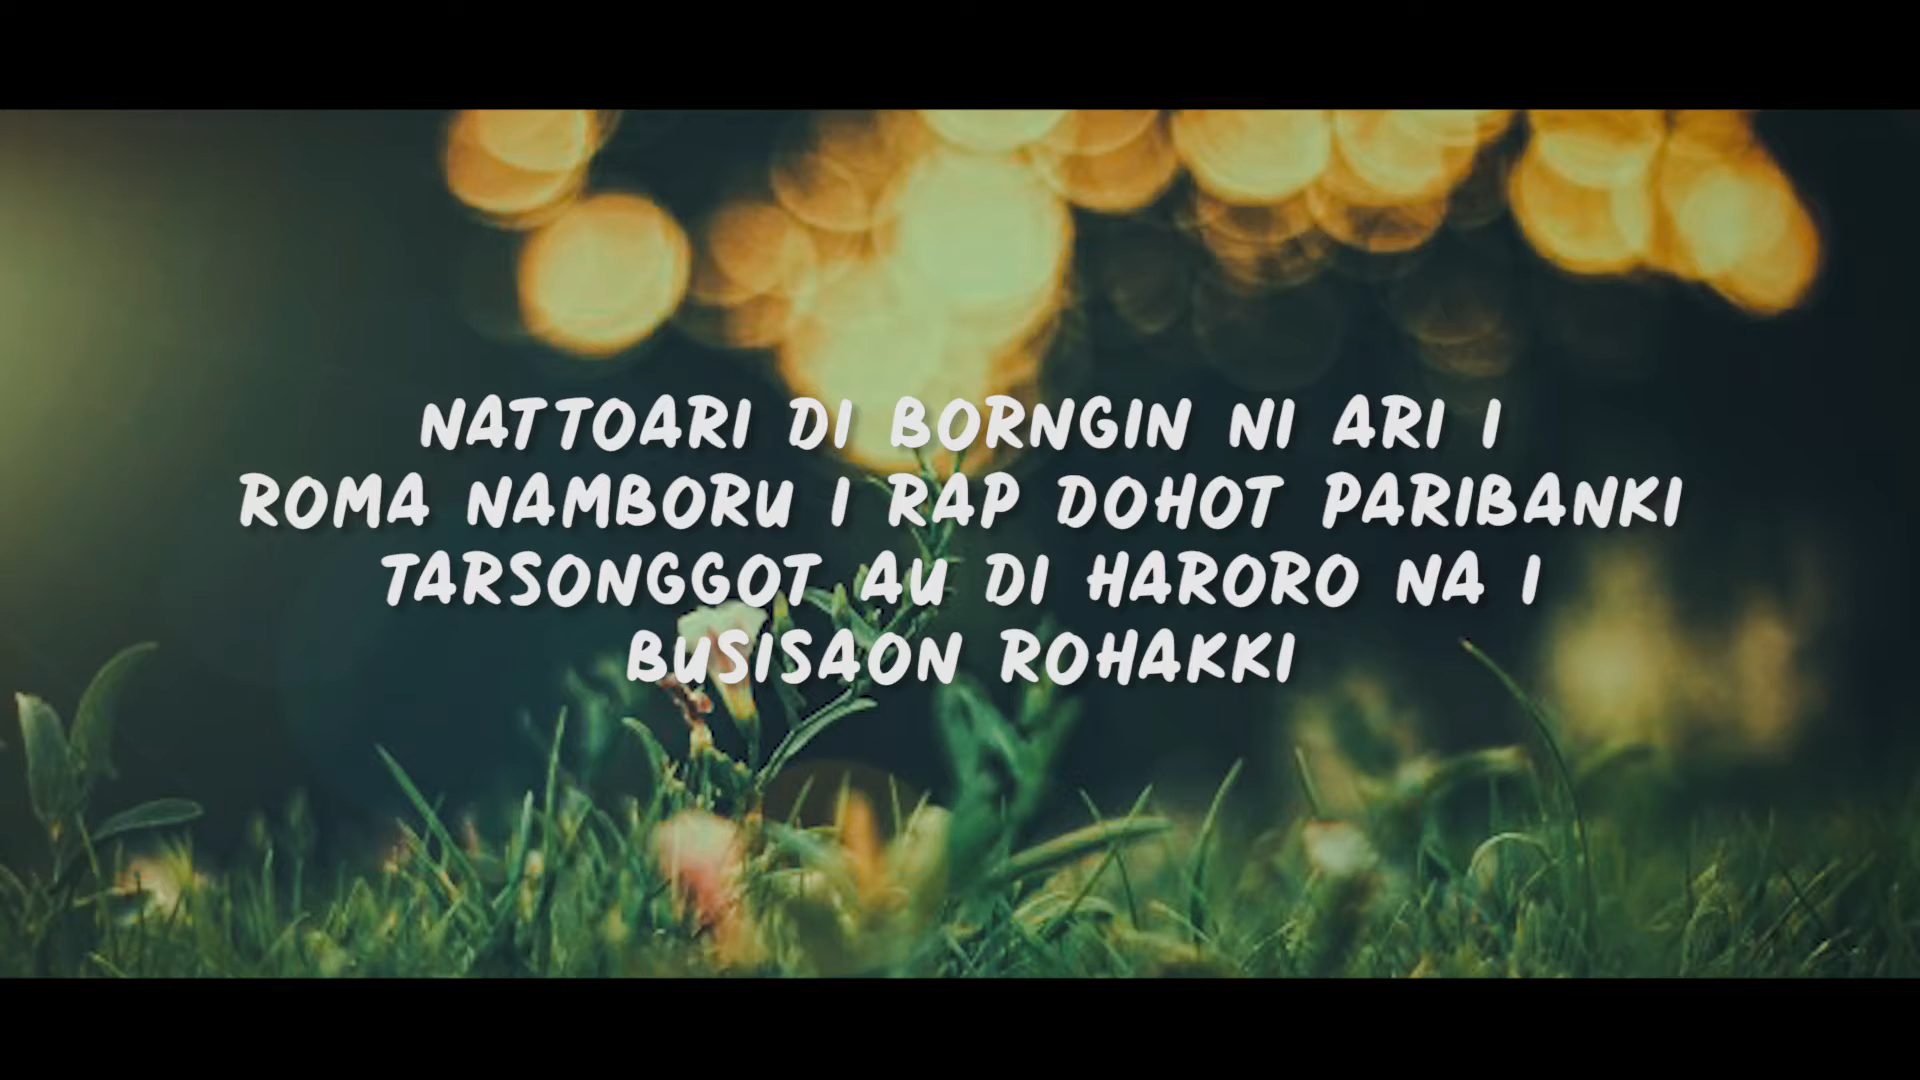 NATTOARI DI BORNGIN NI ARI I
ROMA NAMBORU I RAP DOHOT PARIBANKI
TARSONGGOT AU DI HARORO NA I
BUSISAON ROHAKKI